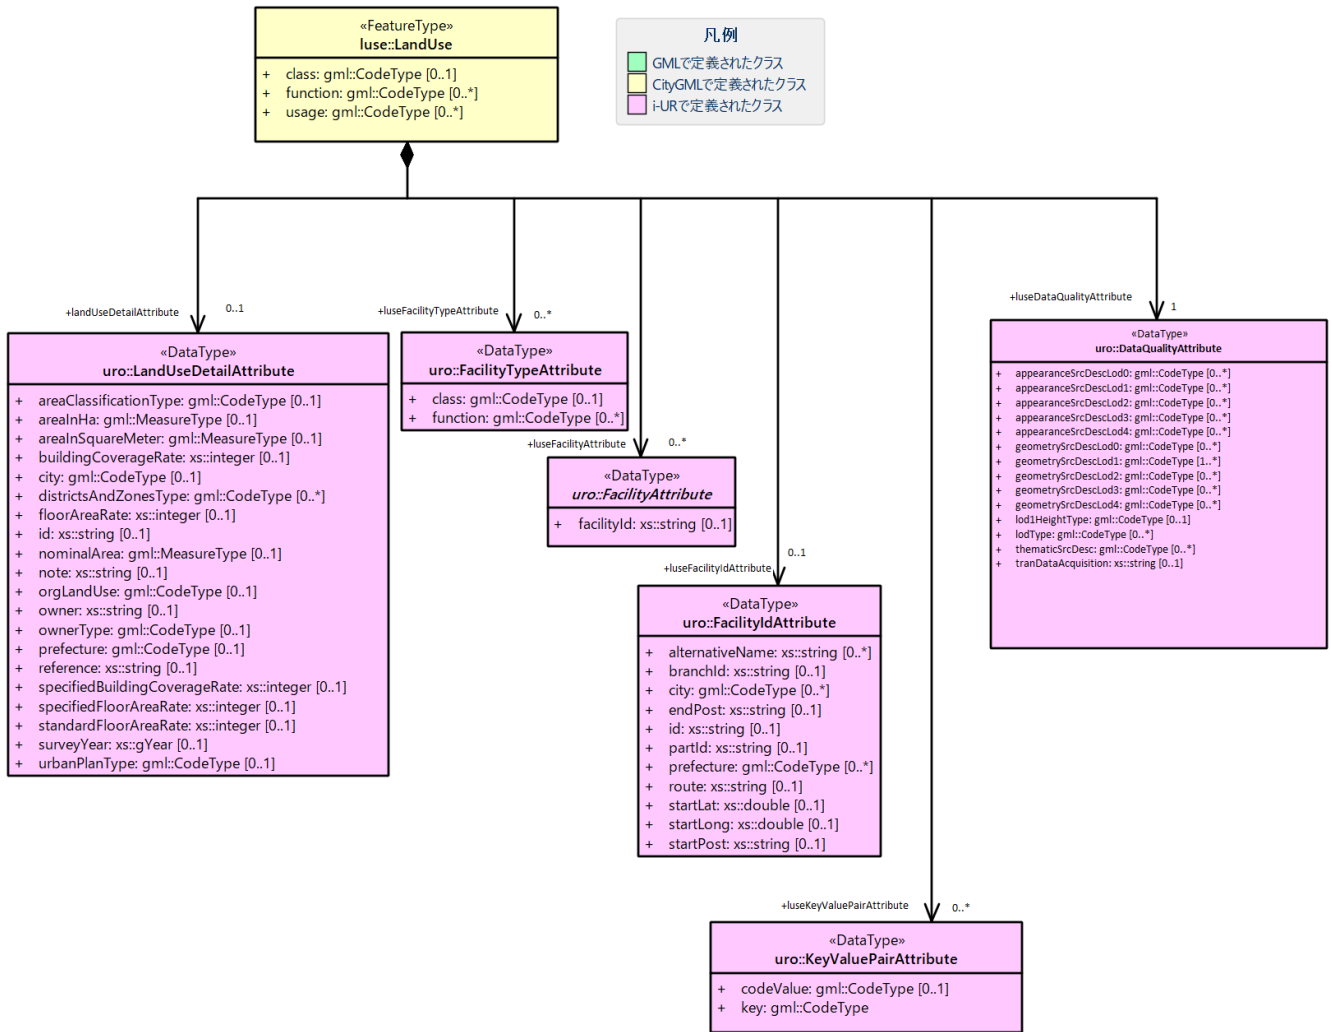 «FeatureType»
luse::LandUse
+ class: gml::CodeType [0..1]
+ function: gml::CodeType [0..*]
+ usage: gml::CodeType [0..*]
凡例
GMLで定義されたクラス
CityGMLで定義されたクラス
i-URで定義されたクラス
+landUseDetailAttribute
0..1
«DataType»
uro::LandUseDetailAttribute
+ areaClassificationType: gml::CodeType [0..1]
+ areaInHa: gml::MeasureType [0..1]
+ areaInSquareMeter: gml::MeasureType [0..1]
+ buildingCoverageRate: xs::integer [0..1]
+ city: gml::CodeType [0..1]
+ districtsAndZonesType: gml::CodeType [0..*]
+ floorAreaRate: xs::integer [0..1]
+ id: xs::string [0..1]
+ nominalArea: gml::MeasureType [0..1]
+ note: xs::string [0..1]
+ orgLandUse: gml::CodeType [0..1]
+ owner: xs::string [0..1]
+ ownerType: gml::CodeType [0..1]
+ prefecture: gml::CodeType [0..1]
+ reference: xs::string [0..1]
+ specifiedBuildingCoverageRate: xs::integer [0..1]
+ specifiedFloorAreaRate: xs::integer [0..1]
+ standardFloorAreaRate: xs::integer [0..1]
+ surveyYear: xs::gYear [0..1]
+ urbanPlanType: gml::CodeType [0..1]
+luseFacilityTypeAttribute
0..*
«DataType»
uro::FacilityTypeAttribute
+ class: gml::CodeType [0..1]
+ function: gml::CodeType [0..*]
+luseFacilityAttribute
0..*
«DataType»
uro::FacilityAttribute
+ facilityId: xs::string [0..1]
+luseFacilityIdAttribute
0..1
«DataType»
uro::FacilityIdAttribute
+ alternativeName: xs::string [0..*]
+ branchId: xs::string [0..1]
+ city: gml::CodeType [0..*]
+ endPost: xs::string [0..1]
+ id: xs::string [0..1]
+ partId: xs::string [0..1]
+ prefecture: gml::CodeType [0..*]
+ route: xs::string [0..1]
+ startLat: xs::double [0..1]
+ startLong: xs::double [0..1]
+ startPost: xs::string [0..1]
+luseKeyValuePairAttribute
0..*
«DataType»
uro::KeyValuePairAttribute
+ codeValue: gml::CodeType [0..1]
+ key: gml::CodeType
+luseDataQualityAttribute
1
«DataType»
uro::DataQualityAttribute
+ appearanceSrcDescLod0: gml::CodeType [0..*]
+ appearanceSrcDescLod1: gml::CodeType [0..*]
+ appearanceSrcDescLod2: gml::CodeType [0..*]
+ appearanceSrcDescLod3: gml::CodeType [0..*]
+ appearanceSrcDescLod4: gml::CodeType [0..*]
+ geometrySrcDescLod0: gml::CodeType [0..*]
+ geometrySrcDescLod1: gml::CodeType [1..*]
+ geometrySrcDescLod2: gml::CodeType [0..*]
+ geometrySrcDescLod3: gml::CodeType [0..*]
+ geometrySrcDescLod4: gml::CodeType [0..*]
+ lod1HeightType: gml::CodeType [0..1]
+ lodType: gml::CodeType [0..*]
+ thematicSrcDesc: gml::CodeType [0..*]
+ tranDataAcquisition: xs::string [0..1]